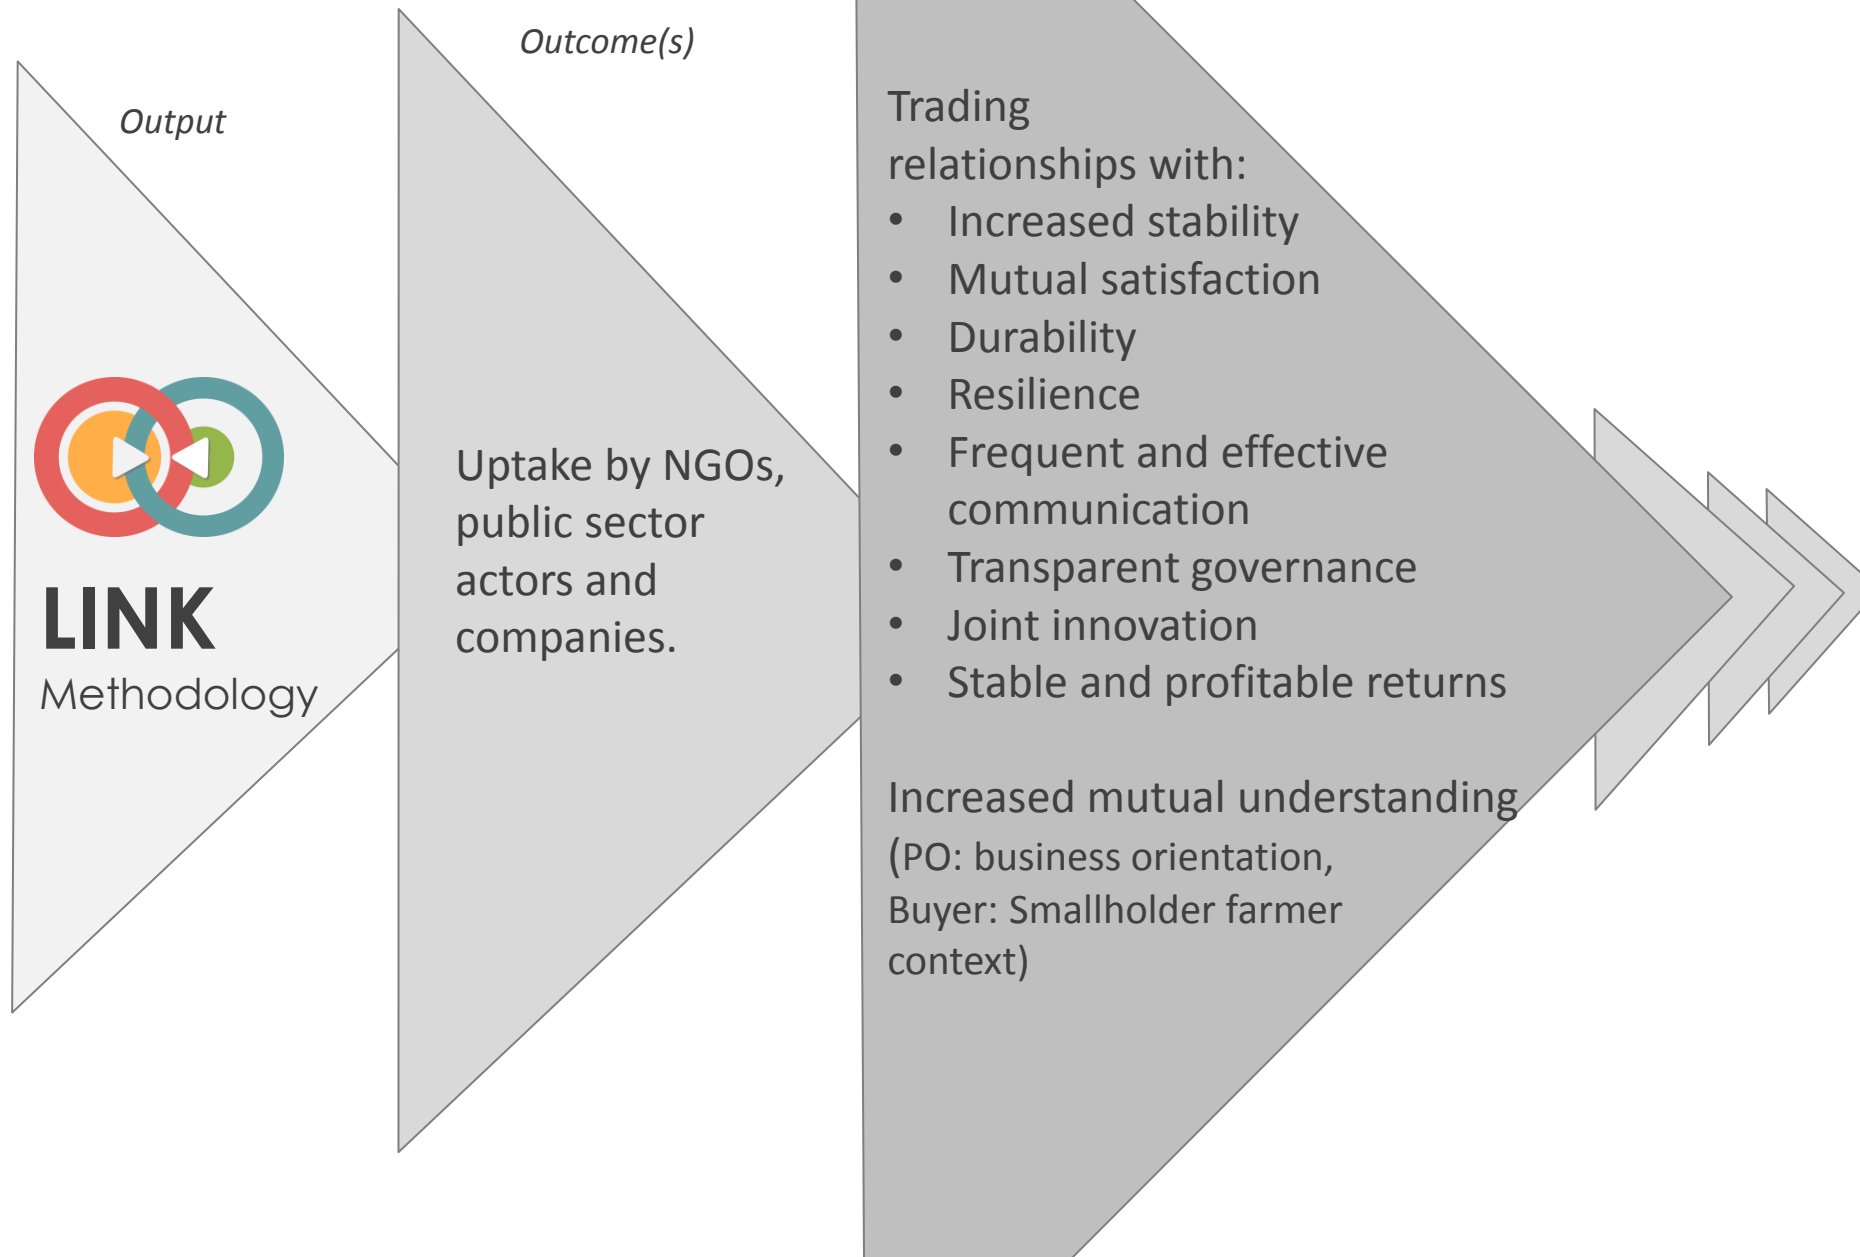 Output
Outcome(s)
LINK
Methodology
Uptake by NGOs,
public sector
actors and
companies.
Trading
relationships with:
• Increased stability
• Mutual satisfaction
• Durability
• Resilience
• Frequent and effective
communication
• Transparent governance
• Joint innovation
• Stable and profitable returns
Increased mutual understanding
(PO: business orientation,
Buyer: Smallholder farmer
context)